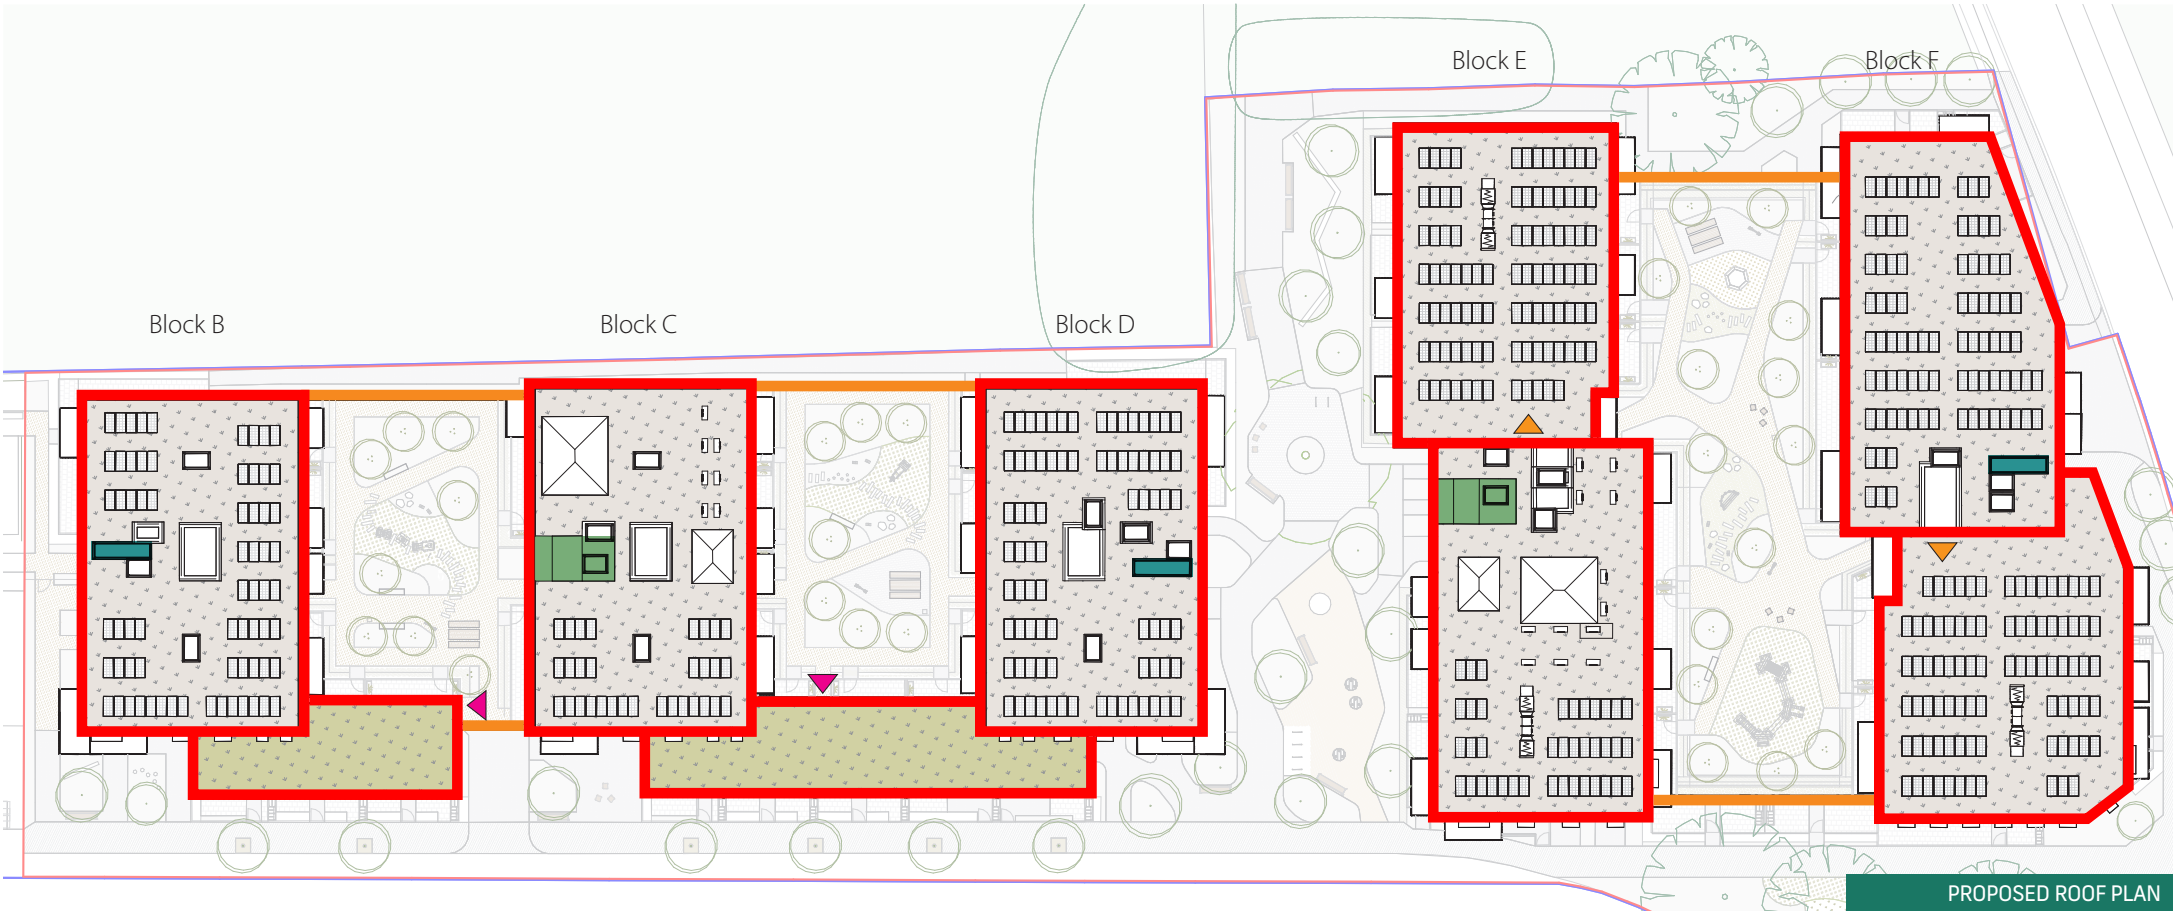 Block E
Block F
Block B
Block C
Block D
PROPOSED ROOF PLAN